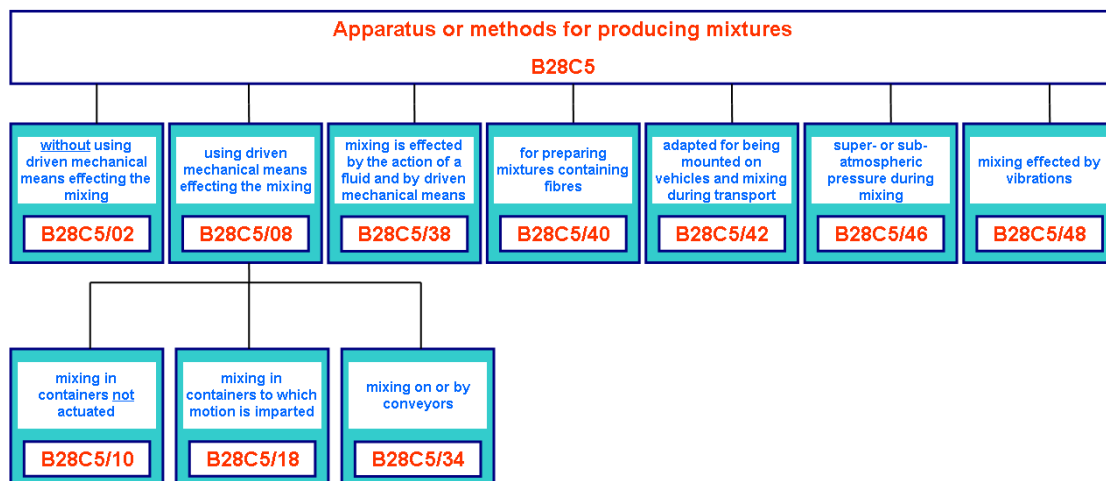 Apparatus or methods for producing mixtures
B28C5
without using
driven mechanical
means effecting the
mixing
B28C5/02
using driven
mechanical means
effecting the mixing
B28C5/08
mixing is effected
by the action of a
fluid and by driven
mechanical means
B28C5/38
for preparing
mixtures containing
fibres
B28C5/40
adapted for being
mounted on
vehicles and mixing
during transport
B28C5/42
super- or sub-
atmospheric
pressure during
mixing
B28C5/46
mixing effected by
vibrations
B28C5/48
mixing in
containers not
actuated
B28C5/10
mixing in
containers to which
motion is imparted
B28C5/18
mixing on or by
conveyors
B28C5/34